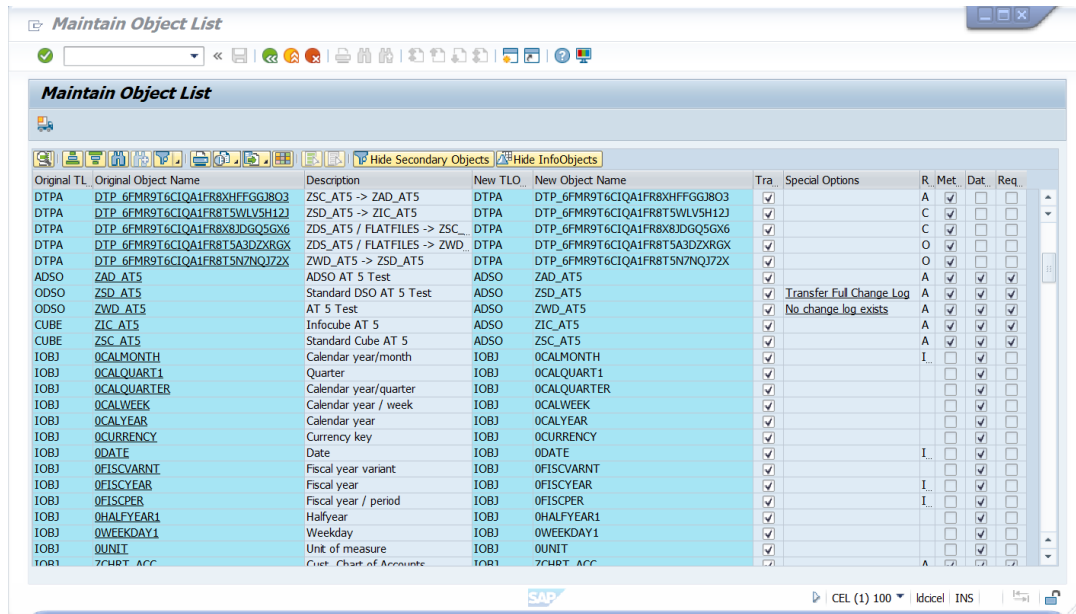 Maintain Object List
Maintain Object List
Hide Secondary Objects Hide InfoObjects
Original TL... Original Object Name Description New TLO... New Object Name Tra... Special Options R... Met... Dat... Req...
DTPA DTP_6FMR9T6CIQA1FR8XHFFGGJ8O3 ZSC_AT5 -> ZAD_AT5 DTPA DTP_6FMR9T6CIQA1FR8XHFFGGJ8O3 A
DTPA DTP_6FMR9T6CIQA1FR8T5WLV5H12J ZSD_AT5 -> ZIC_AT5 DTPA DTP_6FMR9T6CIQA1FR8T5WLV5H12J C
DTPA DTP_6FMR9T6CIQA1FR8X8JDGQ5GX6 ZDS_AT5 / FLATFILES -> ZSC_... DTPA DTP_6FMR9T6CIQA1FR8X8JDGQ5GX6 C
DTPA DTP_6FMR9T6CIQA1FR8T5A3DZXRGX ZDS_AT5 / FLATFILES -> ZWD... DTPA DTP_6FMR9T6CIQA1FR8T5A3DZXRGX O
DTPA DTP_6FMR9T6CIQA1FR8T5N7NQJ72X ZWD_AT5 -> ZSD_AT5 DTPA DTP_6FMR9T6CIQA1FR8T5N7NQJ72X O
ADSO ZAD_AT5 ADSO AT 5 Test ADSO ZAD_AT5 A
ODSO ZSD_AT5 Standard DSO AT 5 Test ADSO ZSD_AT5 Transfer Full Change Log A
ODSO ZWD_AT5 AT 5 Test ADSO ZWD_AT5 No change log exists A
CUBE ZIC_AT5 Infocube AT 5 ADSO ZIC_AT5 A
CUBE ZSC_AT5 Standard Cube AT 5 ADSO ZSC_AT5 A
IOBJ 0CALMONTH Calendar year/month IOBJ 0CALMONTH I...
IOBJ 0CALQUART1 Quarter IOBJ 0CALQUART1
IOBJ 0CALQUARTER Calendar year/quarter IOBJ 0CALQUARTER
IOBJ 0CALWEEK Calendar year / week IOBJ 0CALWEEK
IOBJ 0CALYEAR Calendar year IOBJ 0CALYEAR
IOBJ 0CURRENCY Currency key IOBJ 0CURRENCY
IOBJ 0DATE Date IOBJ 0DATE I...
IOBJ 0FISCVARNT Fiscal year variant IOBJ 0FISCVARNT
IOBJ 0FISCYEAR Fiscal year IOBJ 0FISCYEAR I...
IOBJ 0FISCPER Fiscal year / period IOBJ 0FISCPER I...
IOBJ 0HALFYEAR1 Halfyear IOBJ 0HALFYEAR1
IOBJ 0WEEKDAY1 Weekday IOBJ 0WEEKDAY1
IOBJ 0UNIT Unit of measure IOBJ 0UNIT
IOBJ ZCHRT_ACC Cust. Chart of Accounts IOBJ ZCHRT_ACC A
SAP CEL (1) 100 ldcicel INS